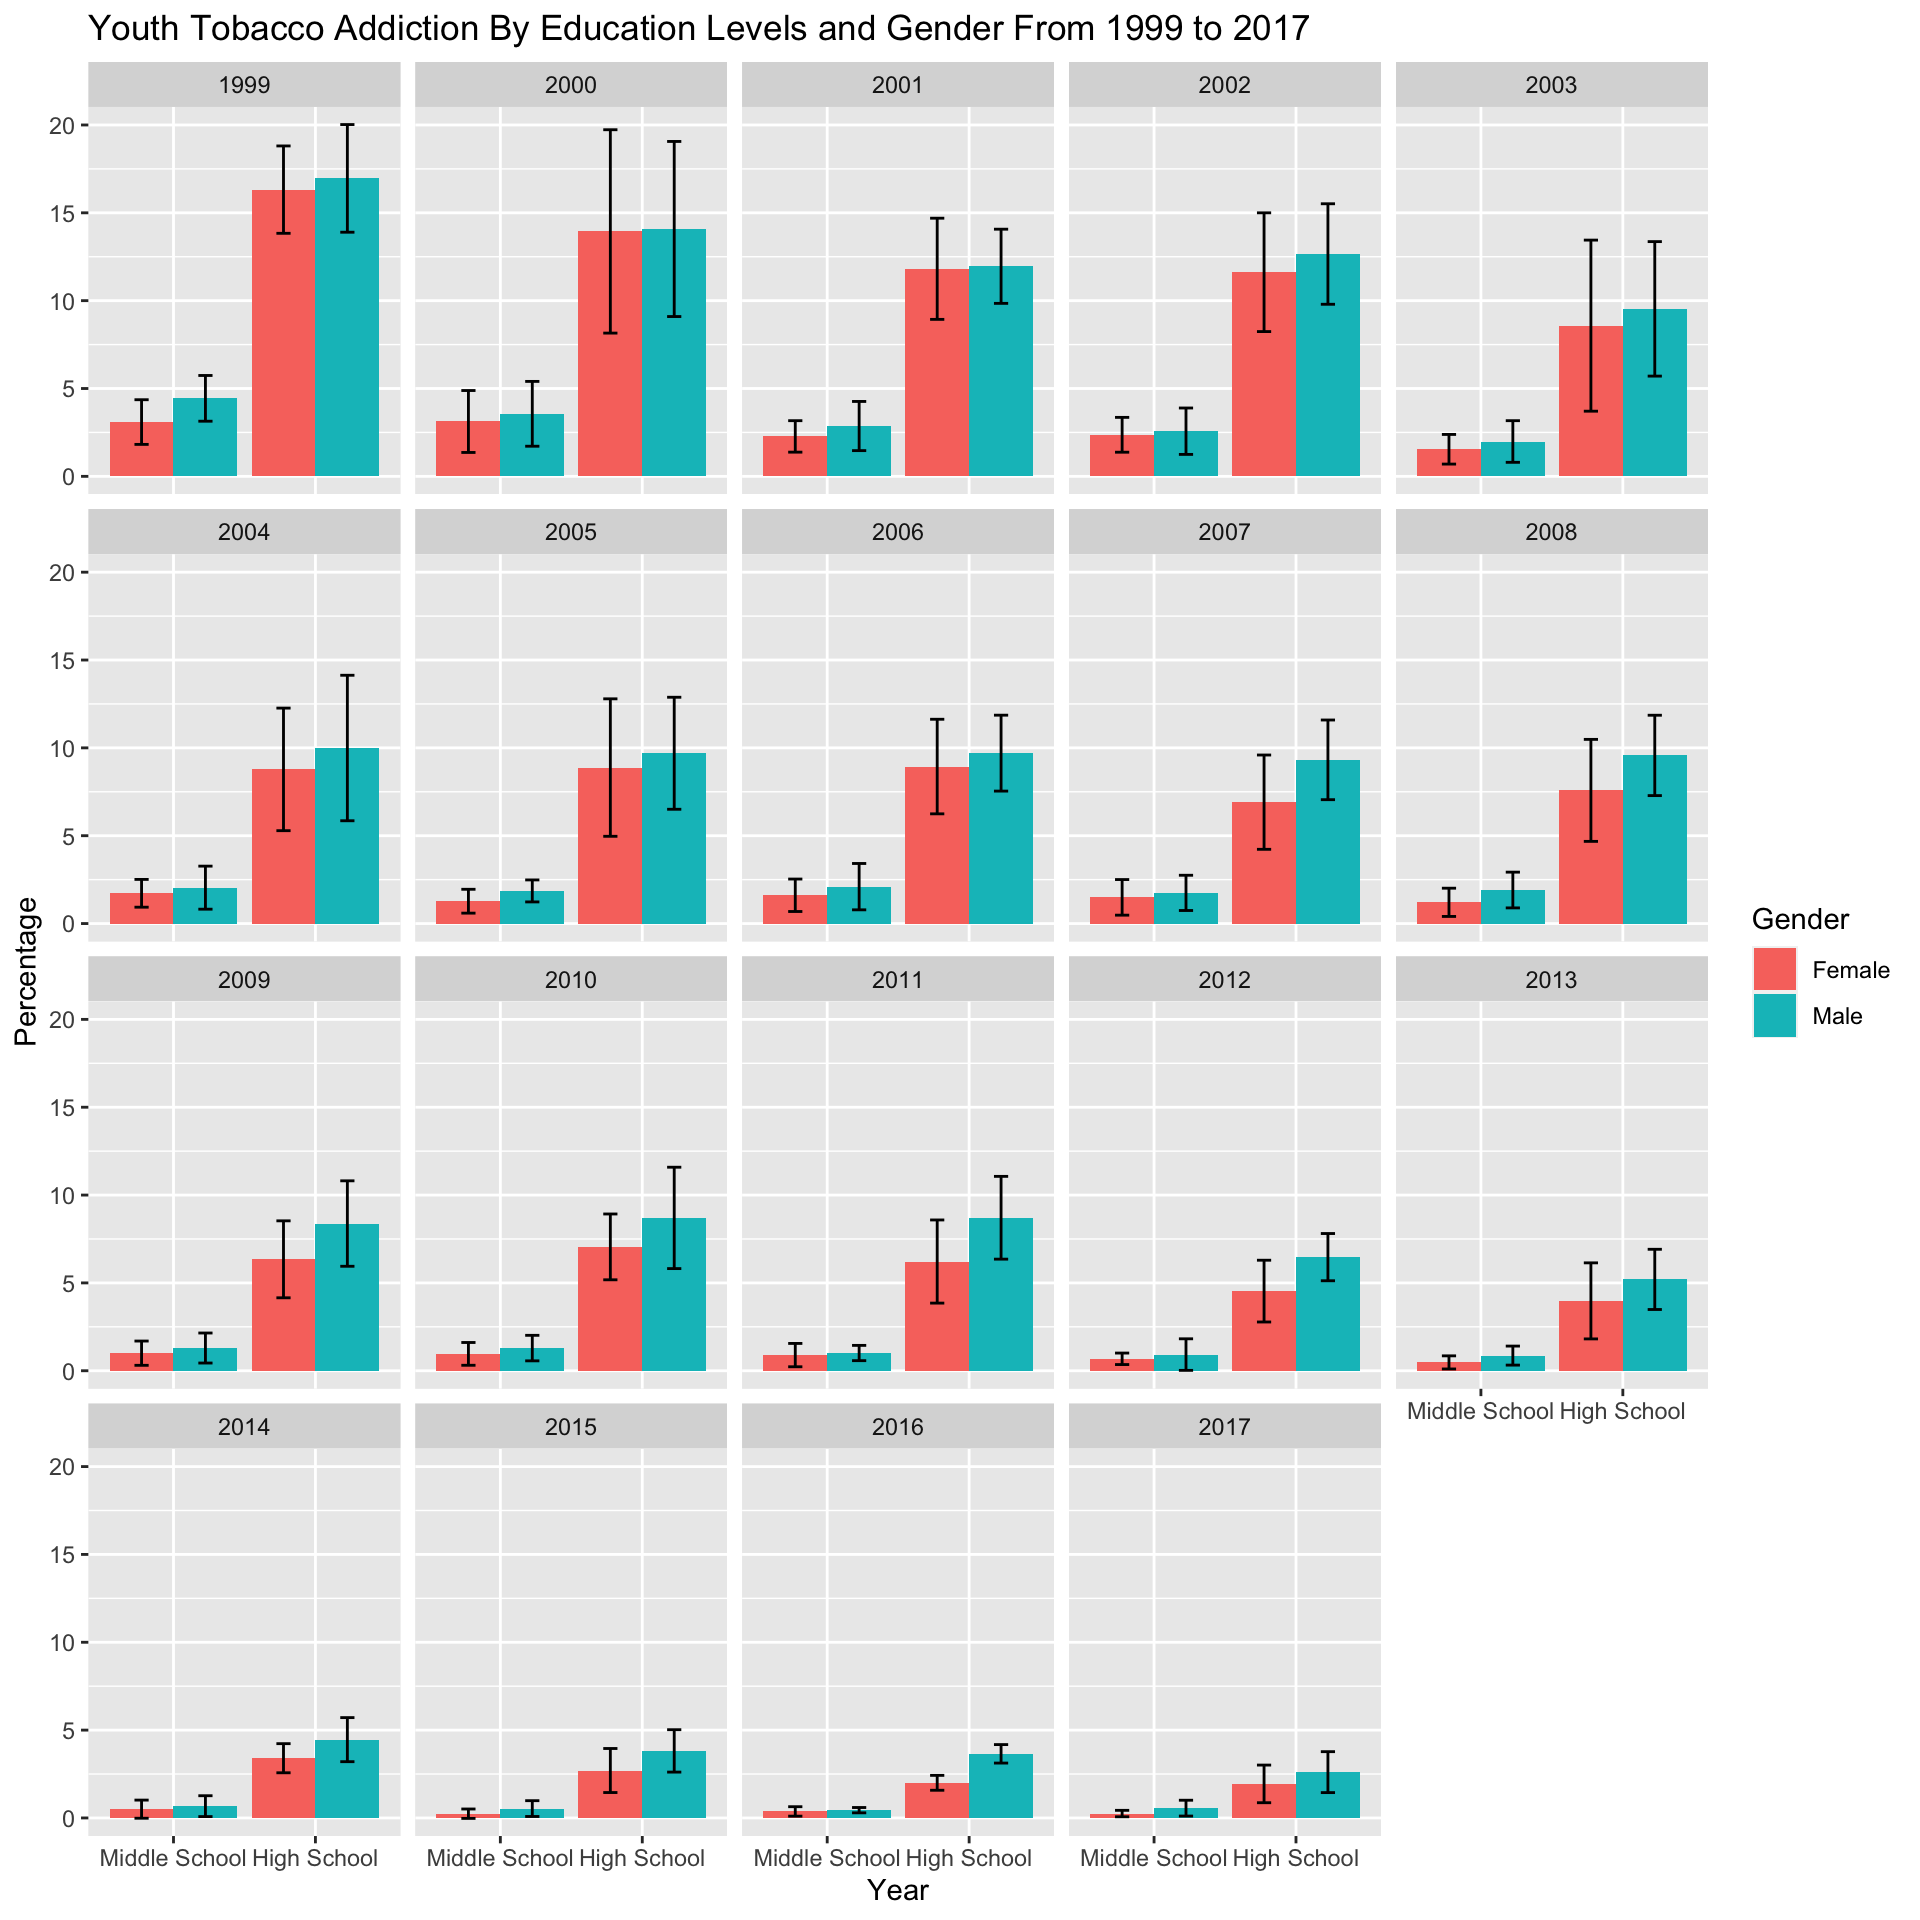 Youth Tobacco Addiction By Education Levels and Gender From 1999 to 2017
1999 2000 2001 2002 2003
20
15
10
5
0
2004 2005 2006 2007 2008
20
15
10
5
0
Percentage
Gender
Female
Male
2009 2010 2011 2012 2013
20
15
10
5
0
Middle School High School
2014 2015 2016 2017
20
15
10
5
0
Middle School High School Middle School High School Middle School High School Middle School High School
Year